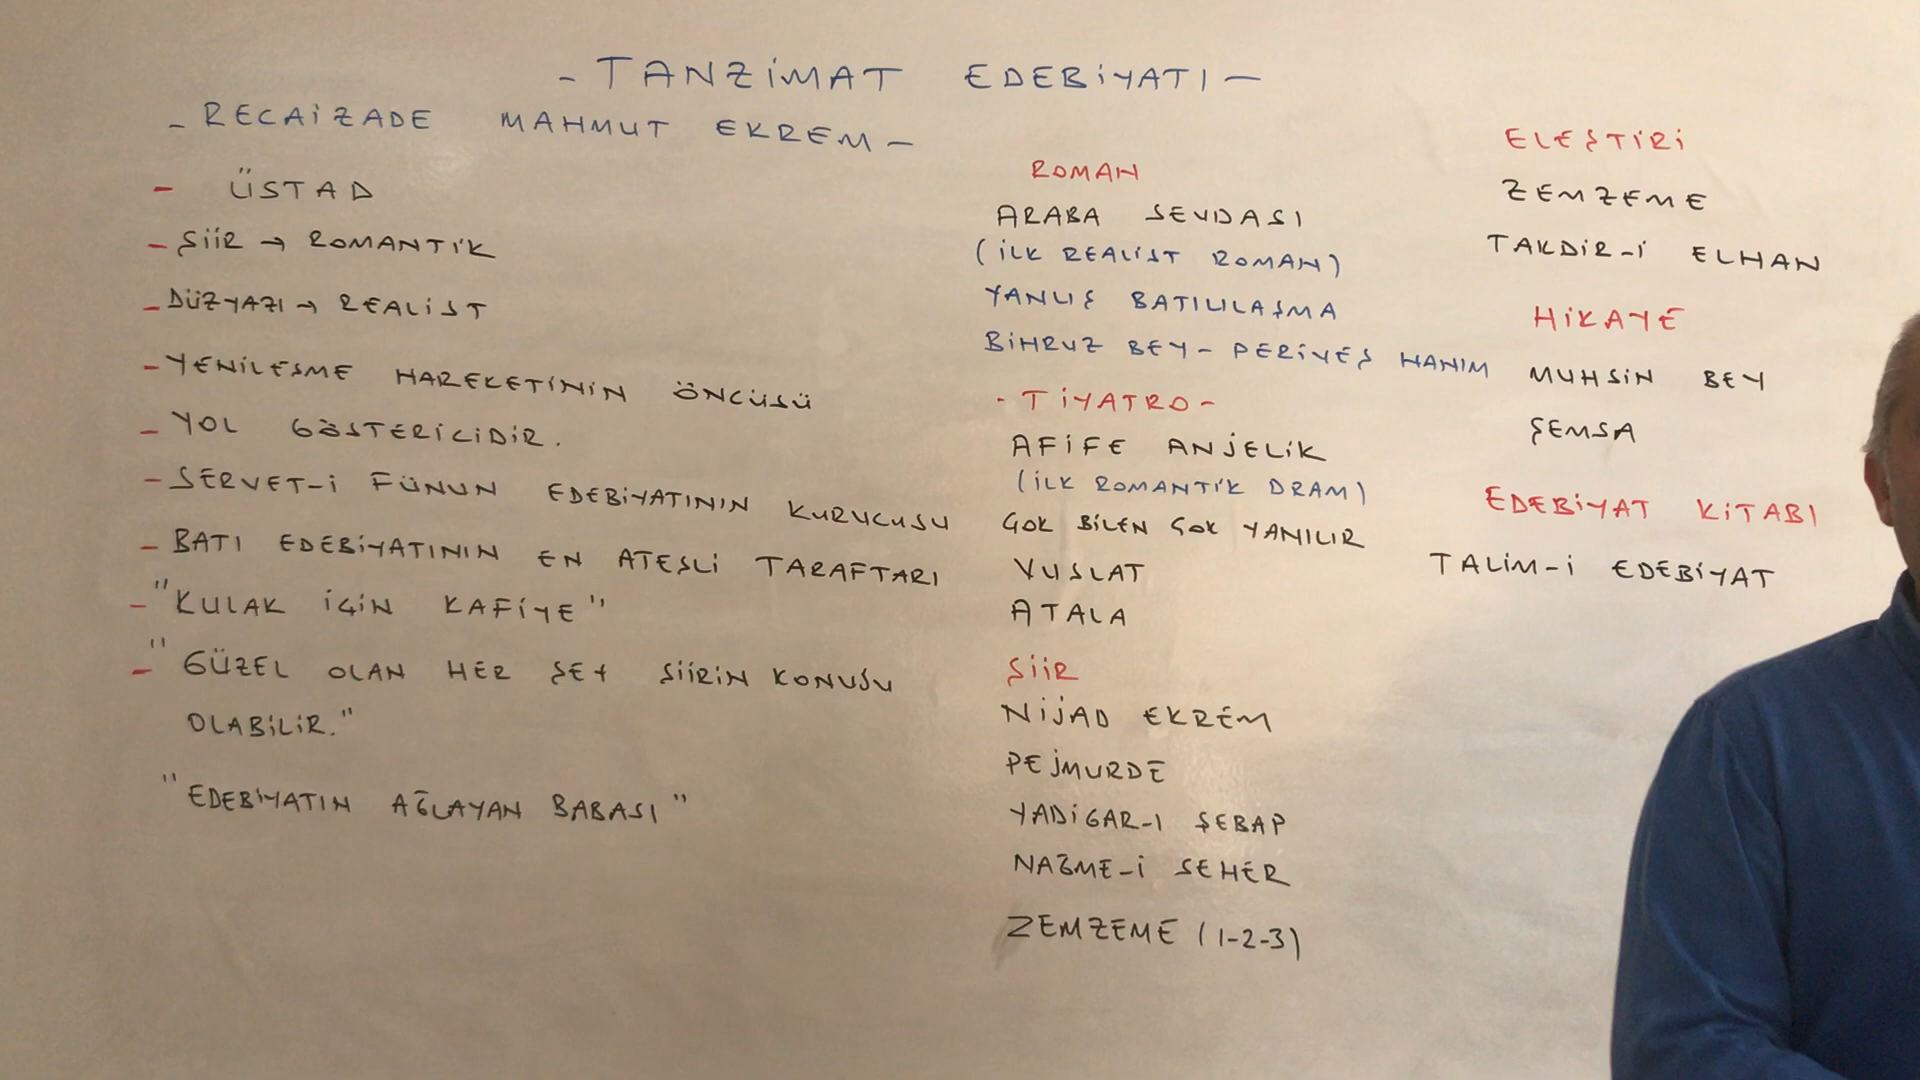 - TANZİMAT EDEBİYATI -
- RECAİZADE MAHMUT EKREM -
- ÜSTAD
- ŞİİR → ROMANTİK
- DÜZYAZI → REALİST
- YENİLEŞME HAREKETİNİN ÖNCÜSÜ
- YOL GÖSTERİCİDİR.
- SERVET-İ FÜNUN EDEBİYATININ KURUCUSU
- BATI EDEBİYATININ EN ATEŞLİ TARAFTARI
- "KULAK İÇİN KAFİYE"
- "GÜZEL OLAN HER ŞEY ŞİİRİN KONUSU
OLABİLİR."
"EDEBİYATIN AĞLAYAN BABASI"
ROMAN
ARABA SEVDASI
(İLK REALİST ROMAN)
YANLIŞ BATILILAŞMA
BİHRUZ BEY - PERİVEŞ HANIM
- TİYATRO -
AFİFE ANJELİK
(İLK ROMANTİK DRAM)
ÇOK BİLEN ÇOK YANILIR
VUSLAT
ATALA
ŞİİR
NİJAD EKREM
PEJMURDE
YADİGAR-I ŞEBAP
NAĞME-İ SEHER
ZEMZEME (1-2-3)
ELEŞTİRİ
ZEMZEME
TAKDİR-İ ELHAN
HİKAYE
MUHSİN BEY
ŞEMSA
EDEBİYAT KİTABI
TALİM-İ EDEBİYAT